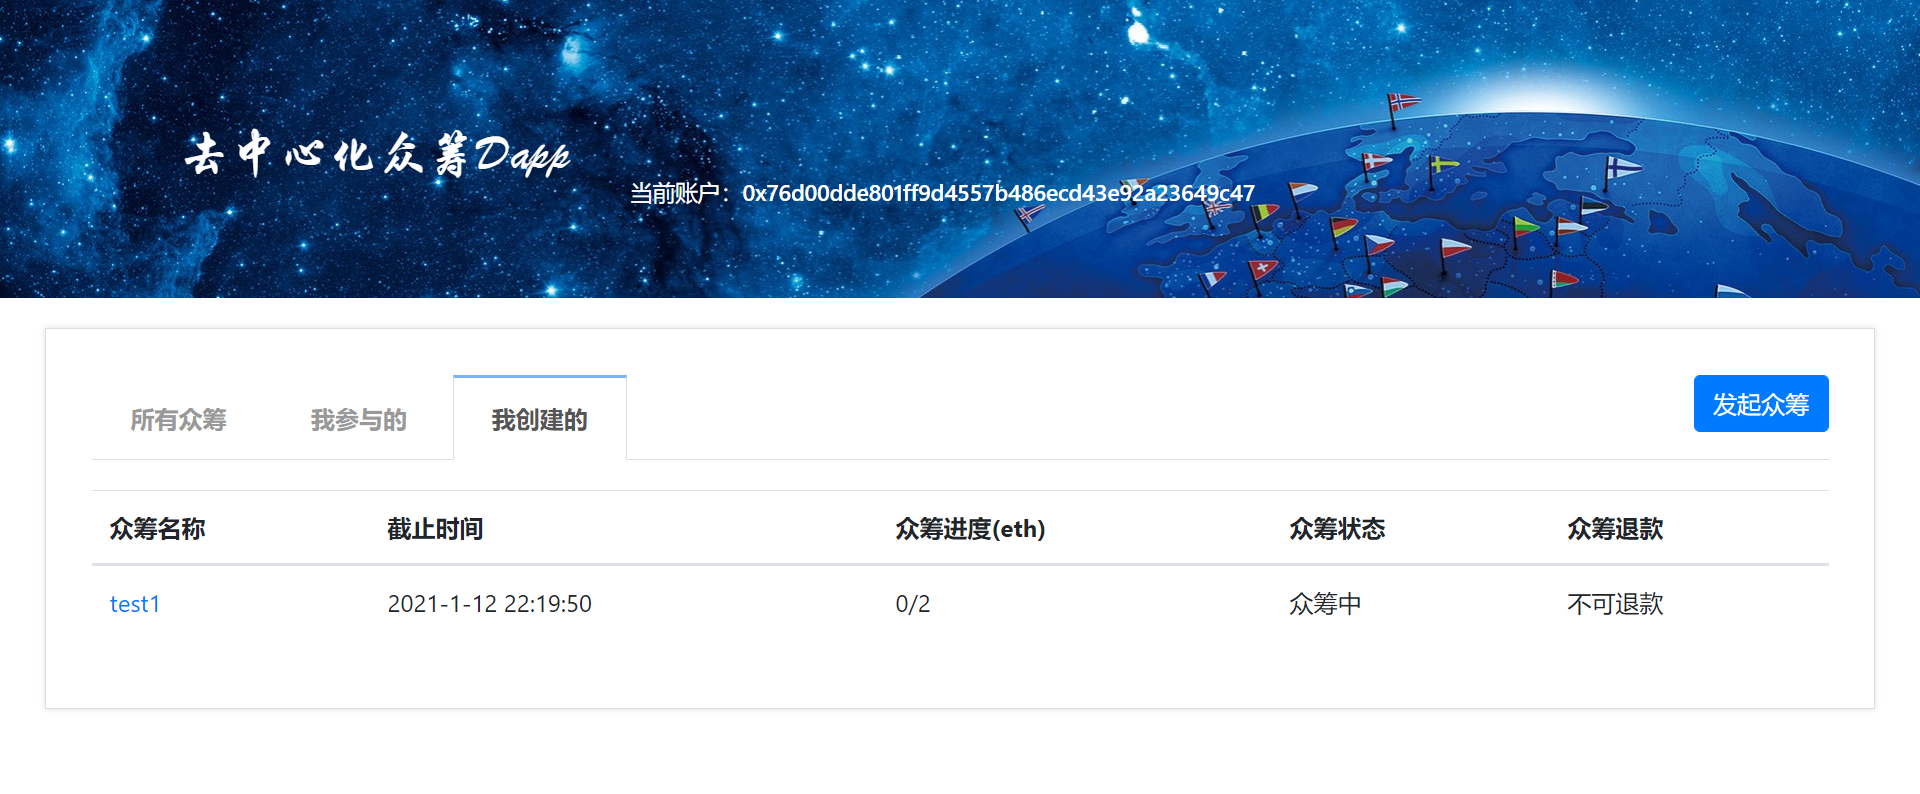 去中心化众筹Dapp
当前账户：0x76d00dde801ff9d4557b486ecd43e92a23649c47
所有众筹 我参与的 我创建的 发起众筹
众筹名称 截止时间 众筹进度(eth) 众筹状态 众筹退款
test1 2021-1-12 22:19:50 0/2 众筹中 不可退款